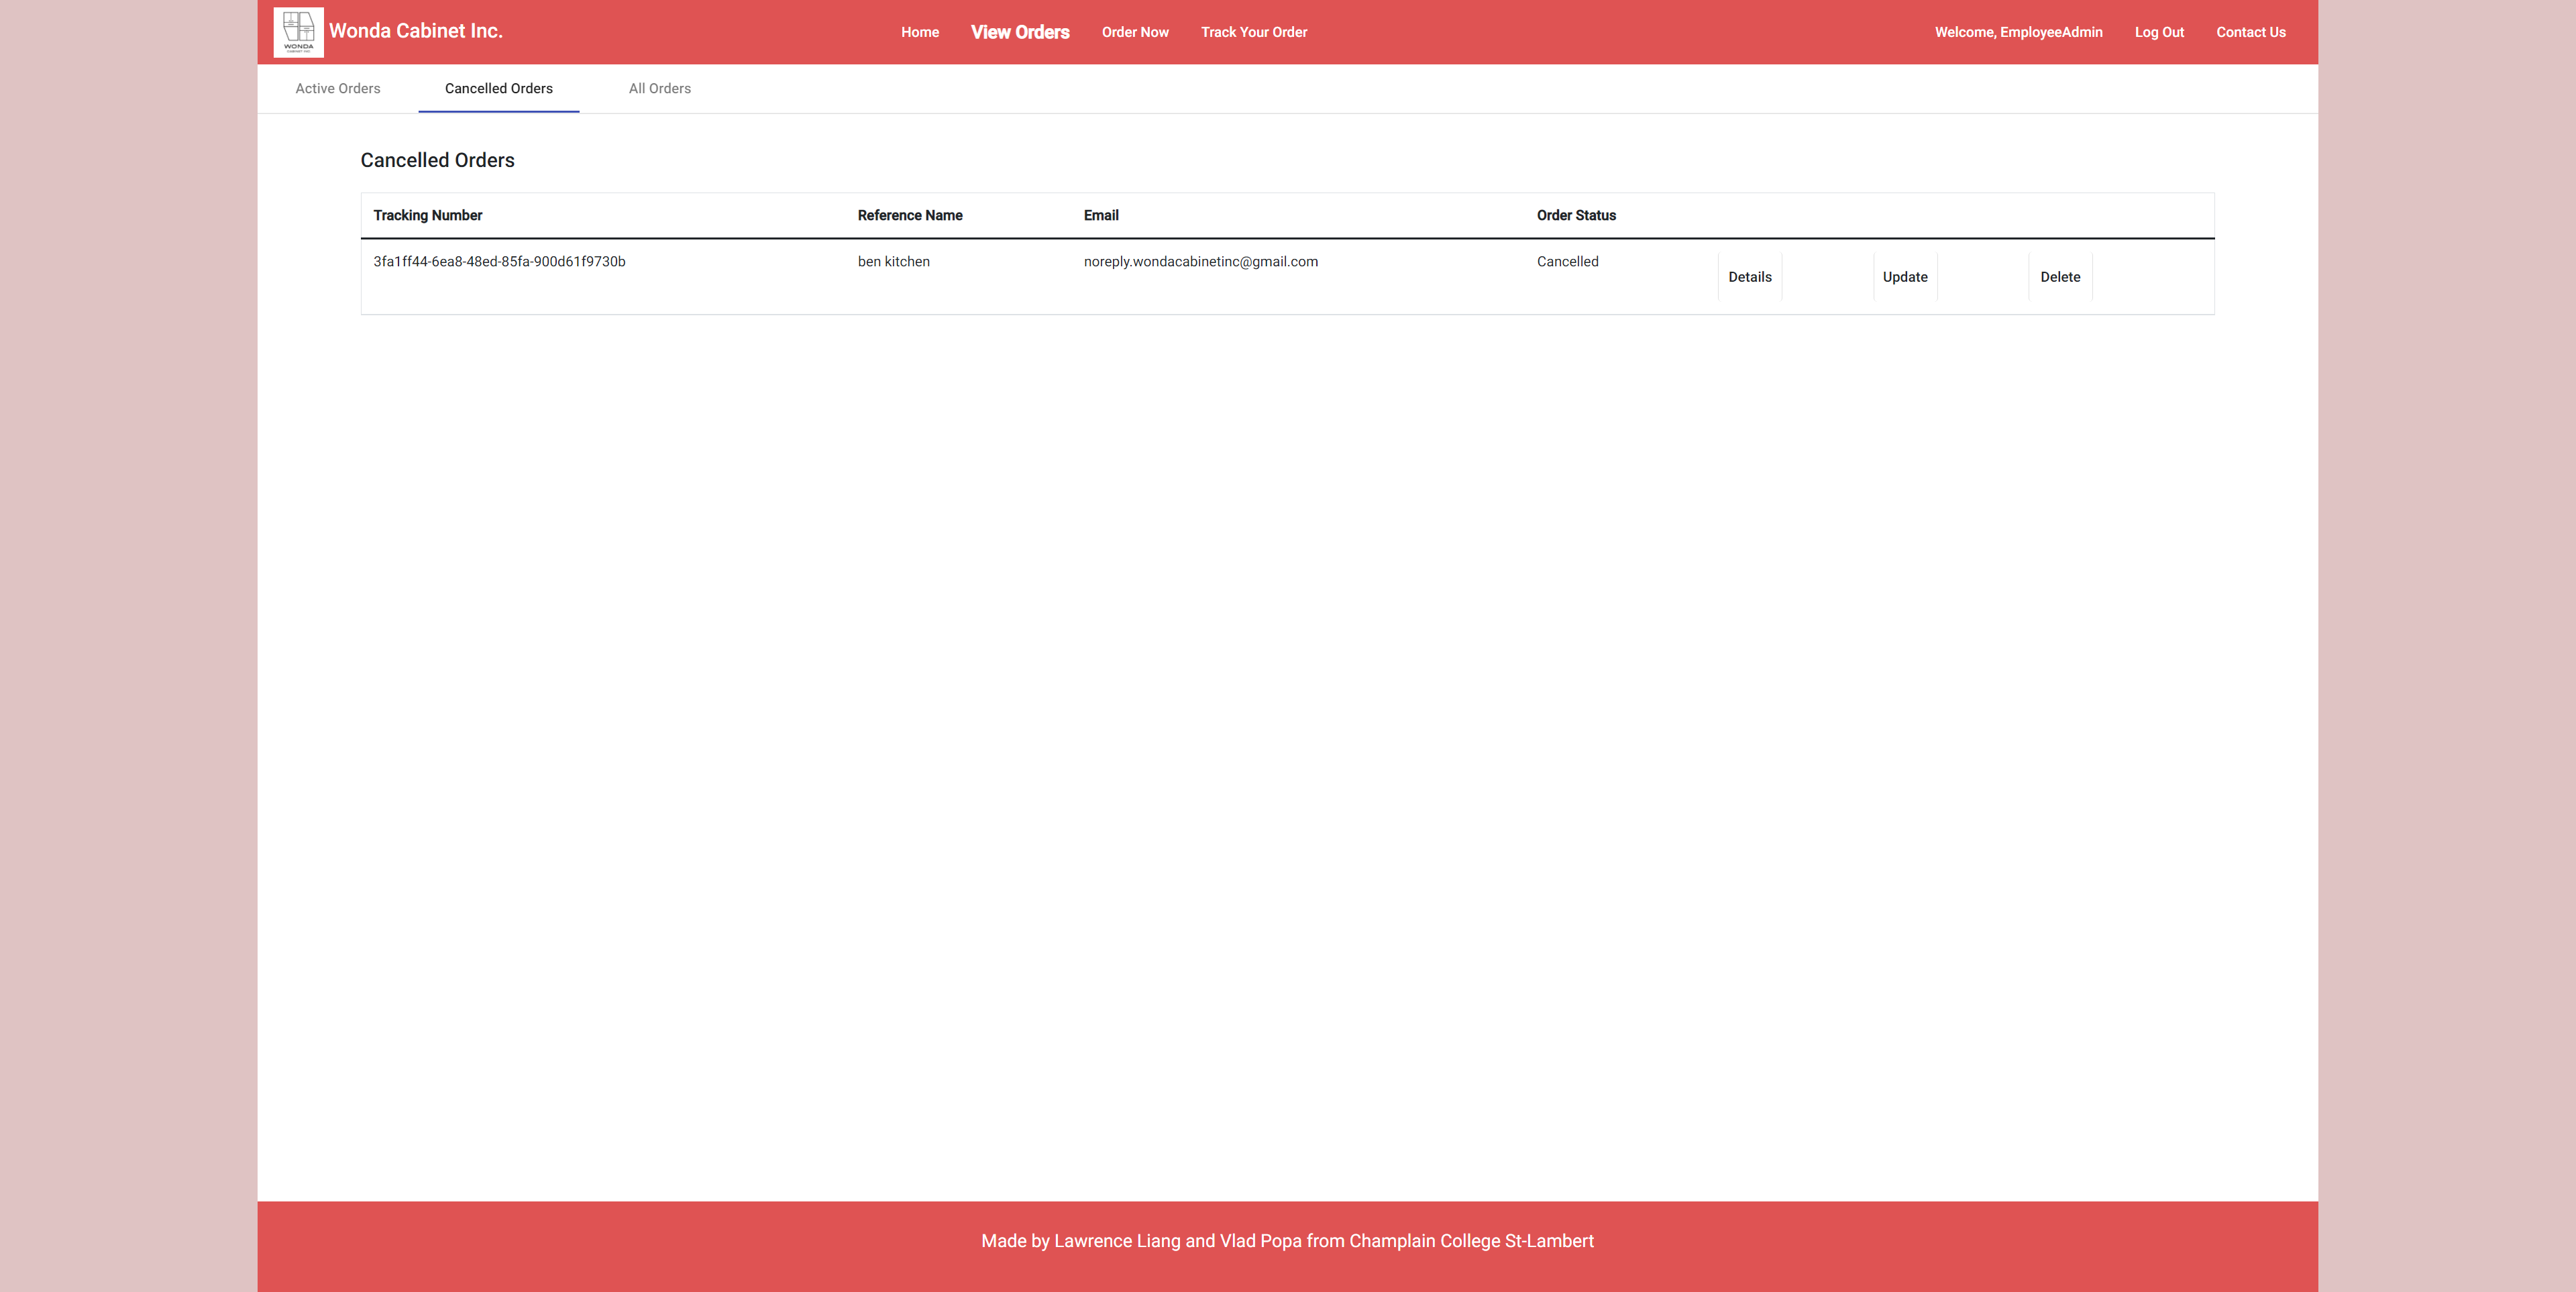 WONDA
CABINET INC.
Wonda Cabinet Inc.
Home View Orders Order Now Track Your Order
Welcome, EmployeeAdmin Log Out Contact Us
Active Orders Cancelled Orders All Orders
Cancelled Orders
Tracking Number Reference Name Email Order Status
3fa1ff44-6ea8-48ed-85fa-900d61f9730b ben kitchen noreply.wondacabinetinc@gmail.com Cancelled Details Update Delete
Made by Lawrence Liang and Vlad Popa from Champlain College St-Lambert